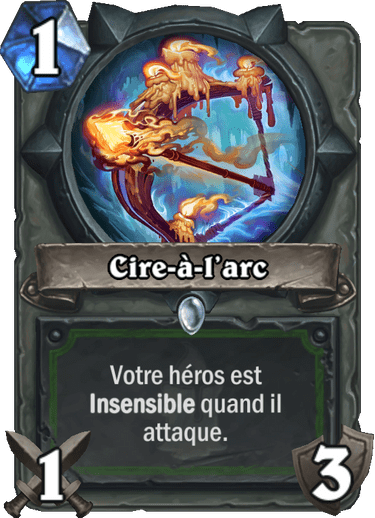 1
Cire-à-l'arc
Votre héros est
Insensible quand il
attaque.
1
3